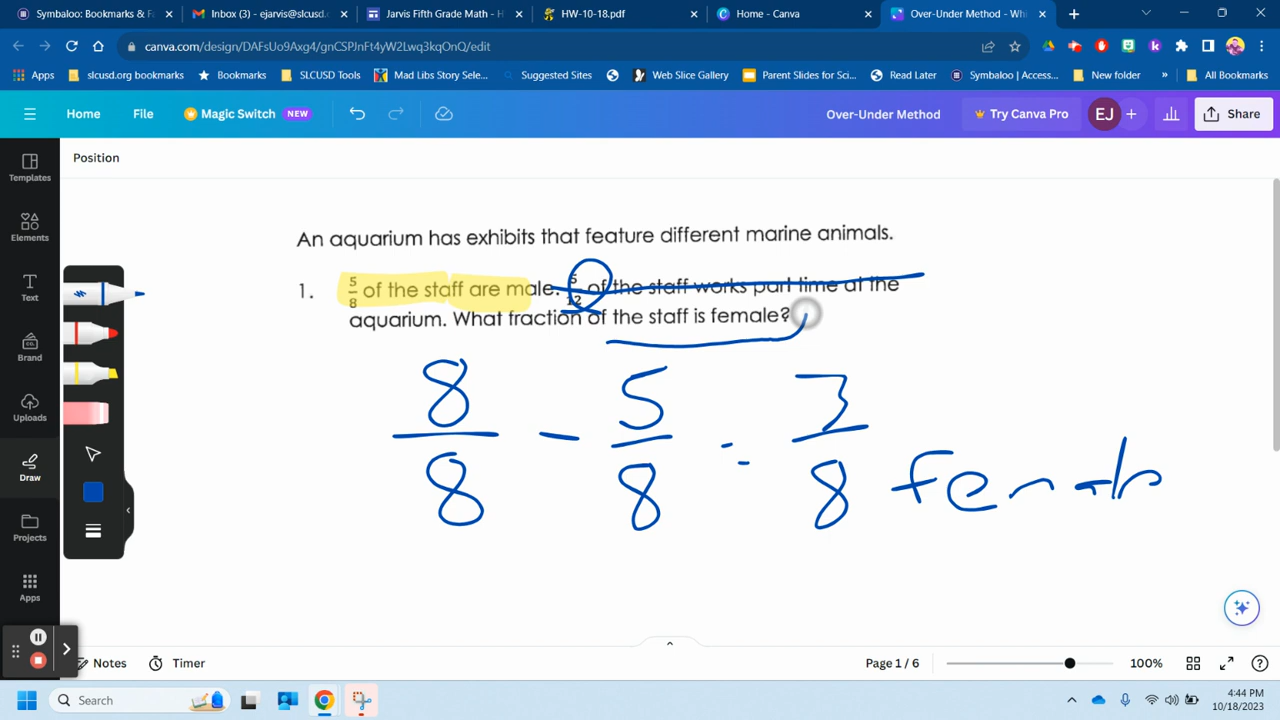 Symbaloo: Bookmarks & F
Inbox (3) - ejarvis@slcusd.c
Jarvis Fifth Grade Math - H
HW-10-18.pdf
Home - Canva
Over-Under Method - Whi
canva.com/design/DAFsUo9Axg4/gnCSPJnFt4yW2Lwq3kqOnQ/edit
Apps
slcusd.org bookmarks
Bookmarks
SLCUSD Tools
Mad Libs Story Sele...
Suggested Sites
Web Slice Gallery
Parent Slides for Sci...
Read Later
Symbaloo | Access...
New folder
»
All Bookmarks
Home
File
Magic Switch NEW
Over-Under Method
Try Canva Pro
EJ
+
Share
Position
Templates
Elements
Text
Brand
Uploads
Draw
Projects
Apps
An aquarium has exhibits that feature different marine animals.
1. 5/8 of the staff are male. 5/12 of the staff works part time at the
aquarium. What fraction of the staff is female?
8/8 - 5/8 = 3/8 female
Notes
Timer
Page 1 / 6
100%
Search
4:44 PM
10/18/2023